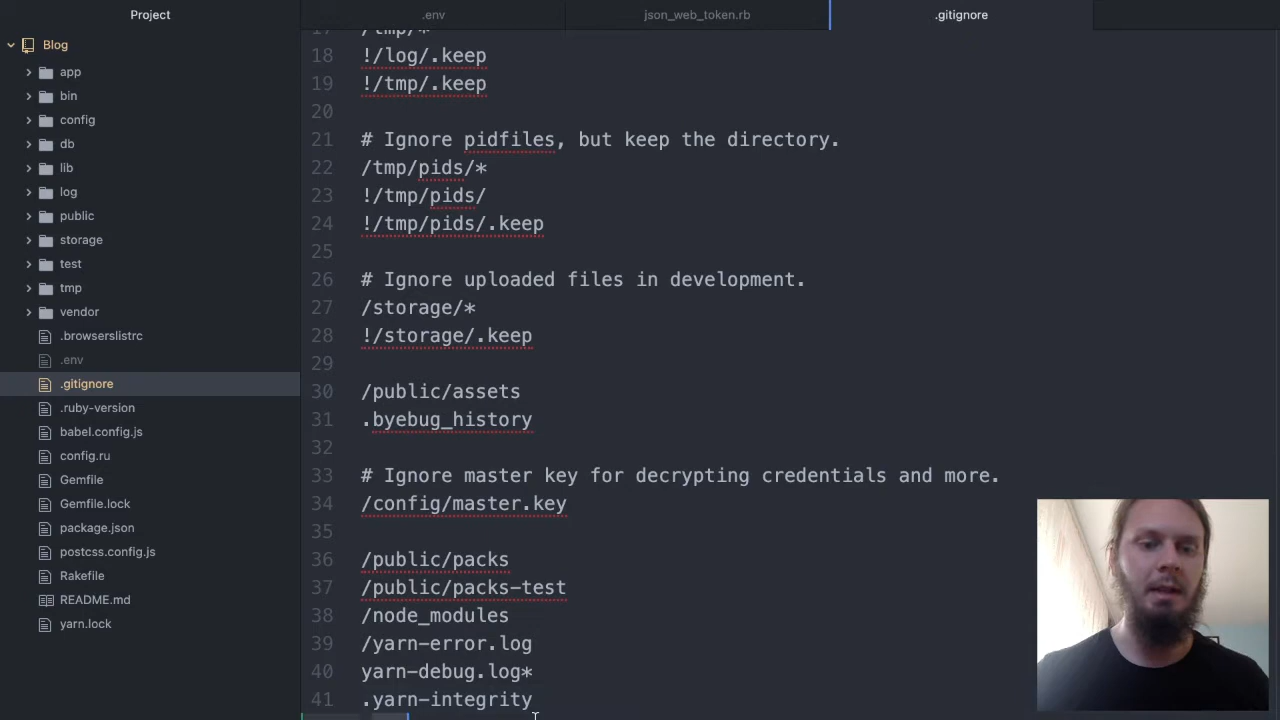 Project
.env
json_web_token.rb
.gitignore
Blog
app
bin
config
db
lib
log
public
storage
test
tmp
vendor
.browserslistrc
.env
.gitignore
.ruby-version
babel.config.js
config.ru
Gemfile
Gemfile.lock
package.json
postcss.config.js
Rakefile
README.md
yarn.lock
17 /tmp/*
18 !/log/.keep
19 !/tmp/.keep
20
21 # Ignore pidfiles, but keep the directory.
22 /tmp/pids/*
23 !/tmp/pids/
24 !/tmp/pids/.keep
25
26 # Ignore uploaded files in development.
27 /storage/*
28 !/storage/.keep
29
30 /public/assets
31 .byebug_history
32
33 # Ignore master key for decrypting credentials and more.
34 /config/master.key
35
36 /public/packs
37 /public/packs-test
38 /node_modules
39 /yarn-error.log
40 yarn-debug.log*
41 .yarn-integrity